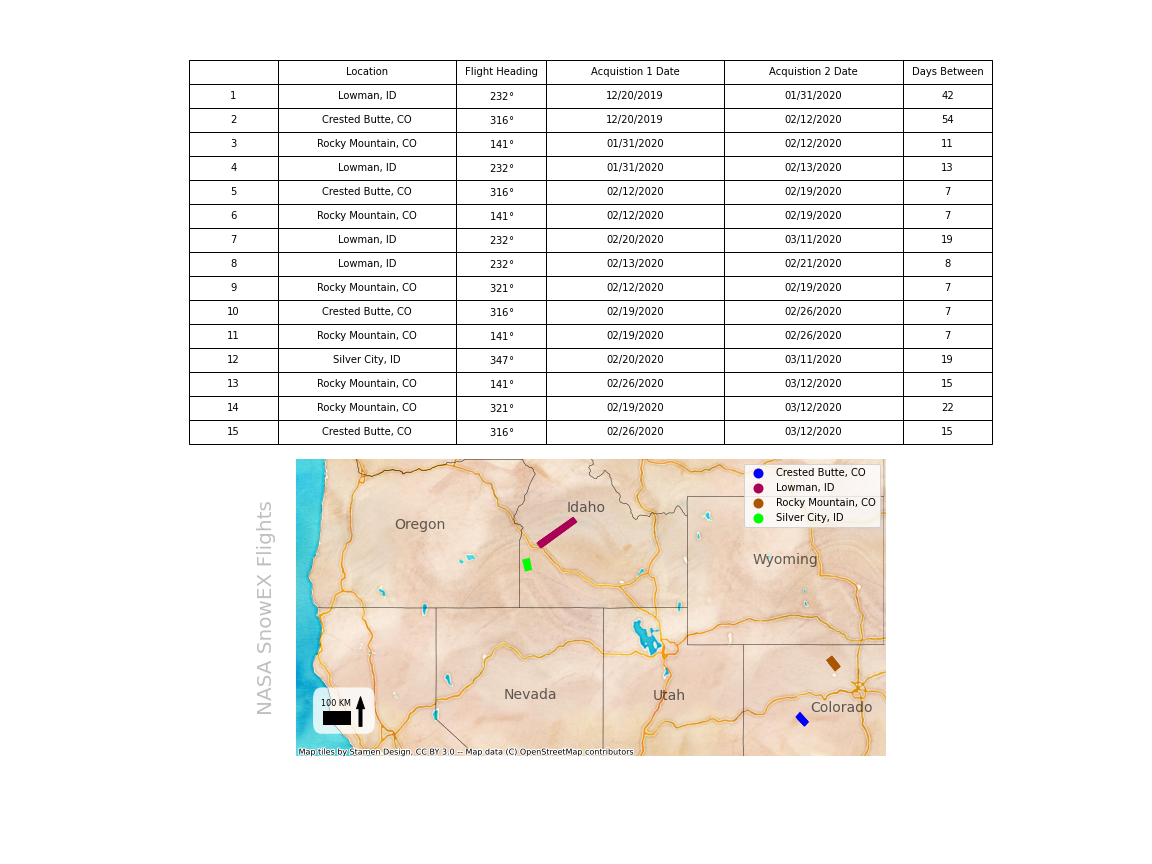 Location Flight Heading Acquistion 1 Date Acquistion 2 Date Days Between
1 Lowman, ID 232° 12/20/2019 01/31/2020 42
2 Crested Butte, CO 316° 12/20/2019 02/12/2020 54
3 Rocky Mountain, CO 141° 01/31/2020 02/12/2020 11
4 Lowman, ID 232° 01/31/2020 02/13/2020 13
5 Crested Butte, CO 316° 02/12/2020 02/19/2020 7
6 Rocky Mountain, CO 141° 02/12/2020 02/19/2020 7
7 Lowman, ID 232° 02/20/2020 03/11/2020 19
8 Lowman, ID 232° 02/13/2020 02/21/2020 8
9 Rocky Mountain, CO 321° 02/12/2020 02/19/2020 7
10 Crested Butte, CO 316° 02/19/2020 02/26/2020 7
11 Rocky Mountain, CO 141° 02/19/2020 02/26/2020 7
12 Silver City, ID 347° 02/20/2020 03/11/2020 19
13 Rocky Mountain, CO 141° 02/26/2020 03/12/2020 15
14 Rocky Mountain, CO 321° 02/19/2020 03/12/2020 22
15 Crested Butte, CO 316° 02/26/2020 03/12/2020 15
NASA SnowEX Flights
Crested Butte, CO
Lowman, ID
Rocky Mountain, CO
Silver City, ID
Idaho
Oregon
Wyoming
Nevada
Utah
Colorado
100 KM
Map tiles by Stamen Design, CC BY 3.0 -- Map data (C) OpenStreetMap contributors